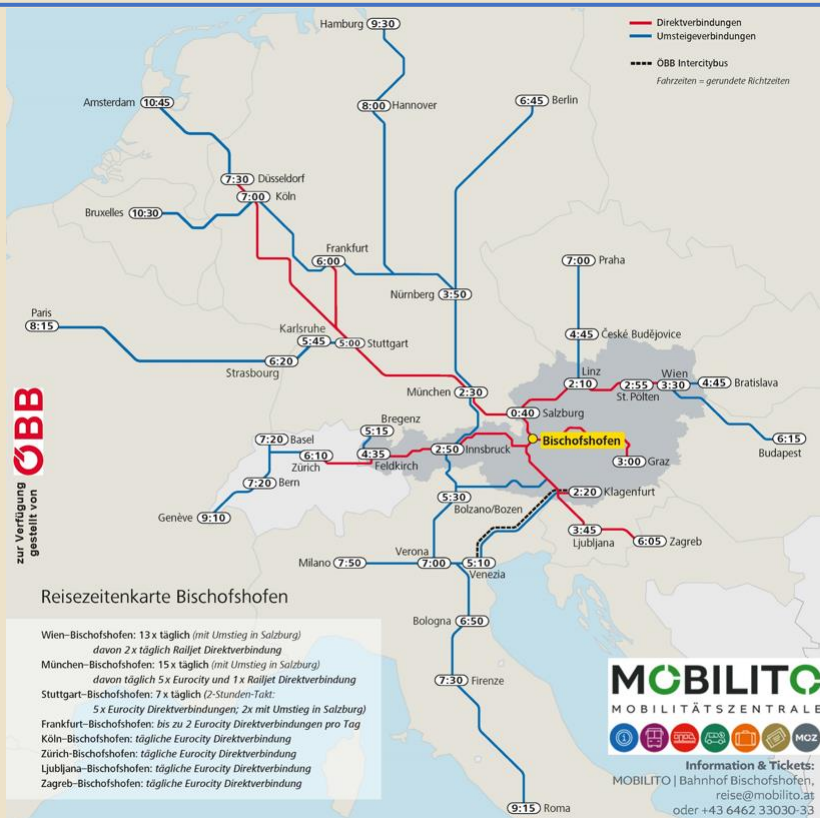 Hamburg 9:30
Direktverbindungen
Umsteigeverbindungen
ÖBB Intercitybus
Fahrzeiten = gerundete Richtzeiten
Amsterdam 10:45
8:00 Hannover
6:45 Berlin
7:30 Düsseldorf
7:00 Köln
Bruxelles 10:30
Frankfurt
6:00
7:00 Praha
Nürnberg 3:50
Paris
8:15
Karlsruhe
5:45 5:00 Stuttgart
4:45 České Budějovice
6:20
Strasbourg
Linz
2:10
Wien
2:55 3:30 4:45 Bratislava
St. Pölten
München 2:30
0:40 Salzburg
Bregenz
5:15
7:20 Basel
6:10
Zürich
4:35
Feldkirch
2:50 Innsbruck
Bischofshofen
6:15
Budapest
3:00 Graz
7:20
Bern
5:30
Bolzano/Bozen
2:20 Klagenfurt
Genève 9:10
3:45
Ljubljana
6:05 Zagreb
Verona
Milano 7:50
7:00
5:10
Venezia
Bologna 6:50
7:30 Firenze
9:15 Roma
ÖBB
zur Verfügung
gestellt von
Reisezeitenkarte Bischofshofen
Wien–Bischofshofen: 13 x täglich (mit Umstieg in Salzburg)
davon 2 x täglich Railjet Direktverbindung
München–Bischofshofen: 15 x täglich (mit Umstieg in Salzburg)
davon täglich 5 x Eurocity und 1 x Railjet Direktverbindung
Stuttgart–Bischofshofen: 7 x täglich (2-Stunden-Takt:
5 x Eurocity Direktverbindungen; 2x mit Umstieg in Salzburg)
Frankfurt–Bischofshofen: bis zu 2 Eurocity Direktverbindungen pro Tag
Köln–Bischofshofen: tägliche Eurocity Direktverbindung
Zürich-Bischofshofen: tägliche Eurocity Direktverbindung
Ljubljana–Bischofshofen: tägliche Eurocity Direktverbindung
Zagreb–Bischofshofen: tägliche Eurocity Direktverbindung
MOBILITO
MOBILITÄTSZENTRALE
MOZ
Information & Tickets:
MOBILITO | Bahnhof Bischofshofen,
reise@mobilito.at
oder +43 6462 33030-33